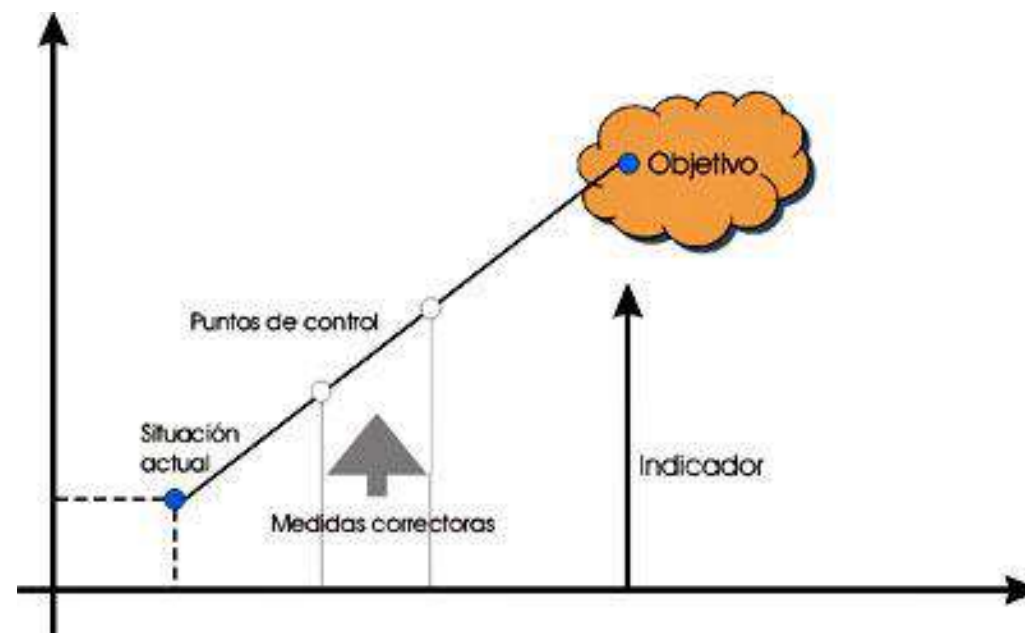 Objetivo
Puntos de control
Situación
actual
Indicador
Medidas correctoras